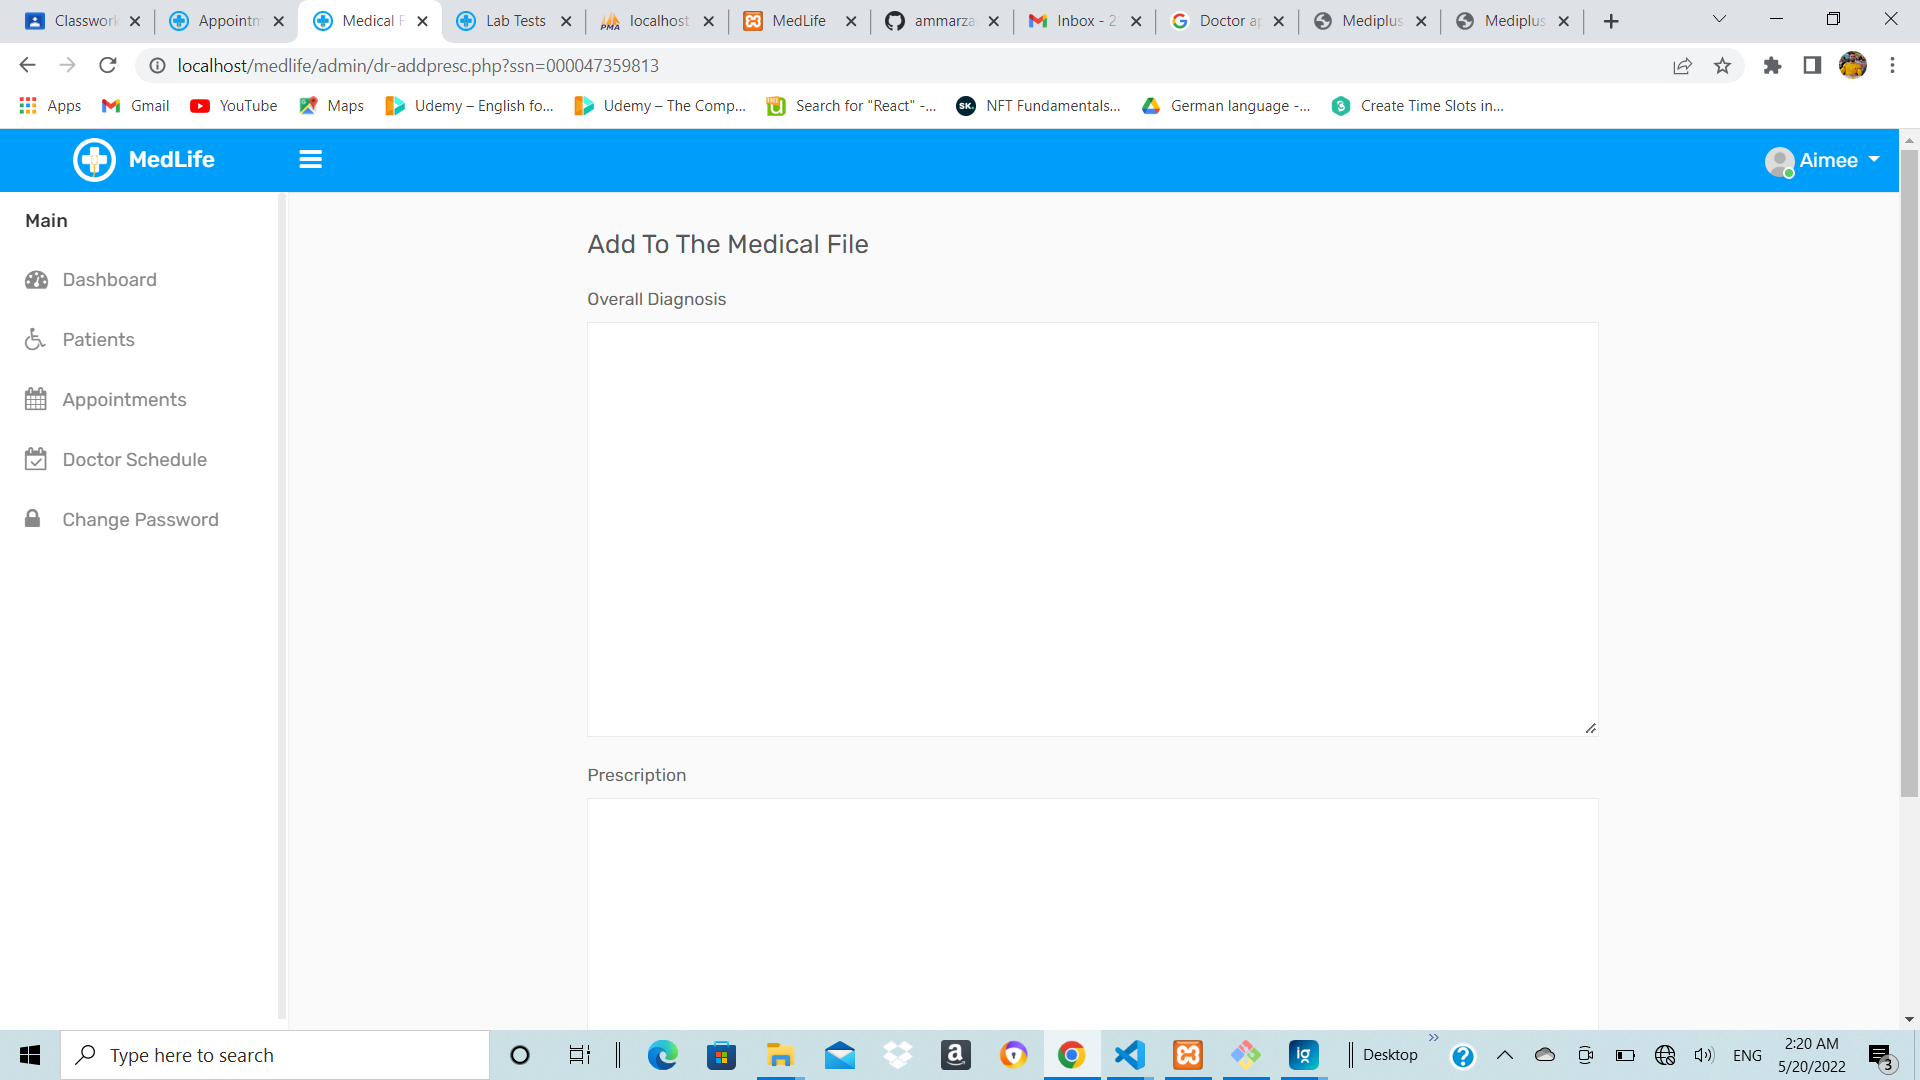 Classwork
Appointm
Medical F
Lab Tests
localhost
MedLife
ammarza
Inbox - 2
Doctor ap
Mediplus
Mediplus
localhost/medlife/admin/dr-addpresc.php?ssn=000047359813
Apps
Gmail
YouTube
Maps
Udemy – English fo...
Udemy – The Comp...
Search for "React" -...
NFT Fundamentals...
German language -...
Create Time Slots in...
MedLife
Aimee
Main
Dashboard
Patients
Appointments
Doctor Schedule
Change Password
Add To The Medical File
Overall Diagnosis
Prescription
Type here to search
Desktop
ENG
2:20 AM
5/20/2022
3